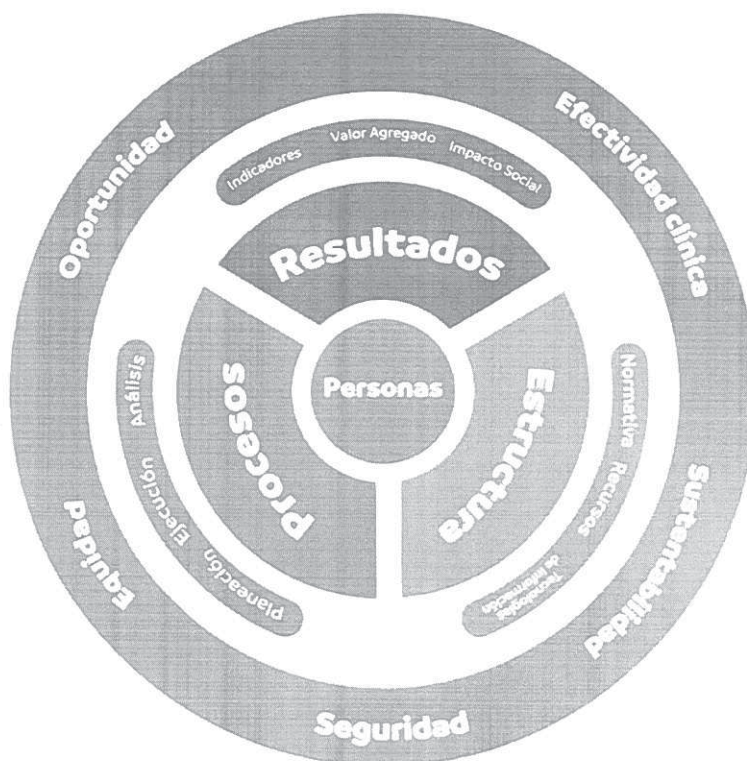 Oportunidad
Efectividad clínica
Sustentabilidad
Seguridad
Equidad
Indicadores
Valor Agregado
Impacto Social
Resultados
Normativa
Recursos
Tecnologías
de información
Estructura
Planeación
Ejecución
Análisis
Procesos
Personas